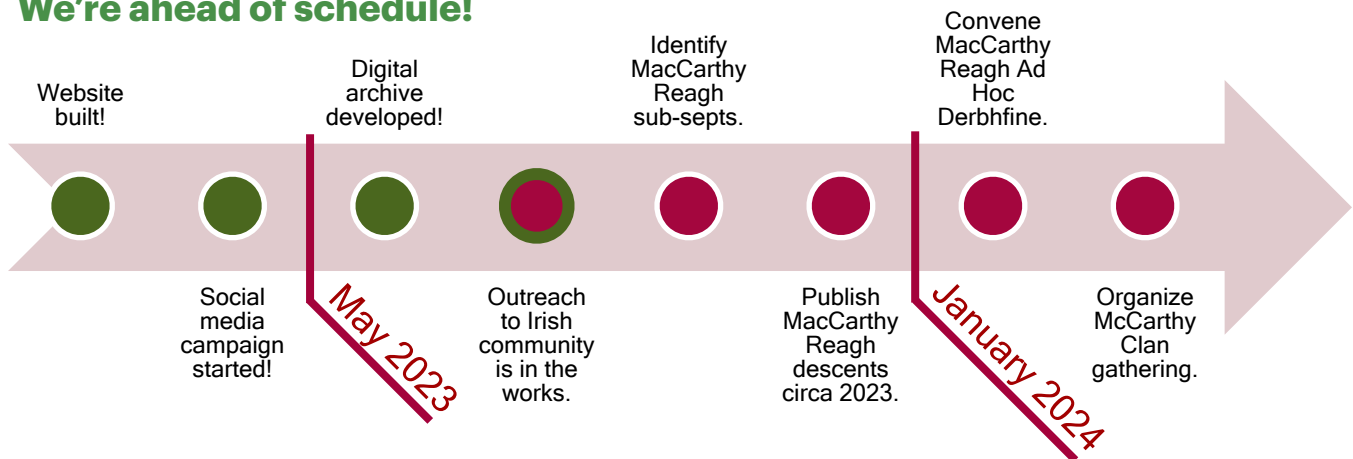 We're ahead of schedule!
Website
built!
Social
media
campaign
started!
May 2023
Digital
archive
developed!
Outreach
to Irish
community
is in the
works.
Identify
MacCarthy
Reagh
sub-septs.
Publish
MacCarthy
Reagh
descents
circa 2023.
January 2024
Convene
MacCarthy
Reagh Ad
Hoc
Derbhfine.
Organize
McCarthy
Clan
gathering.